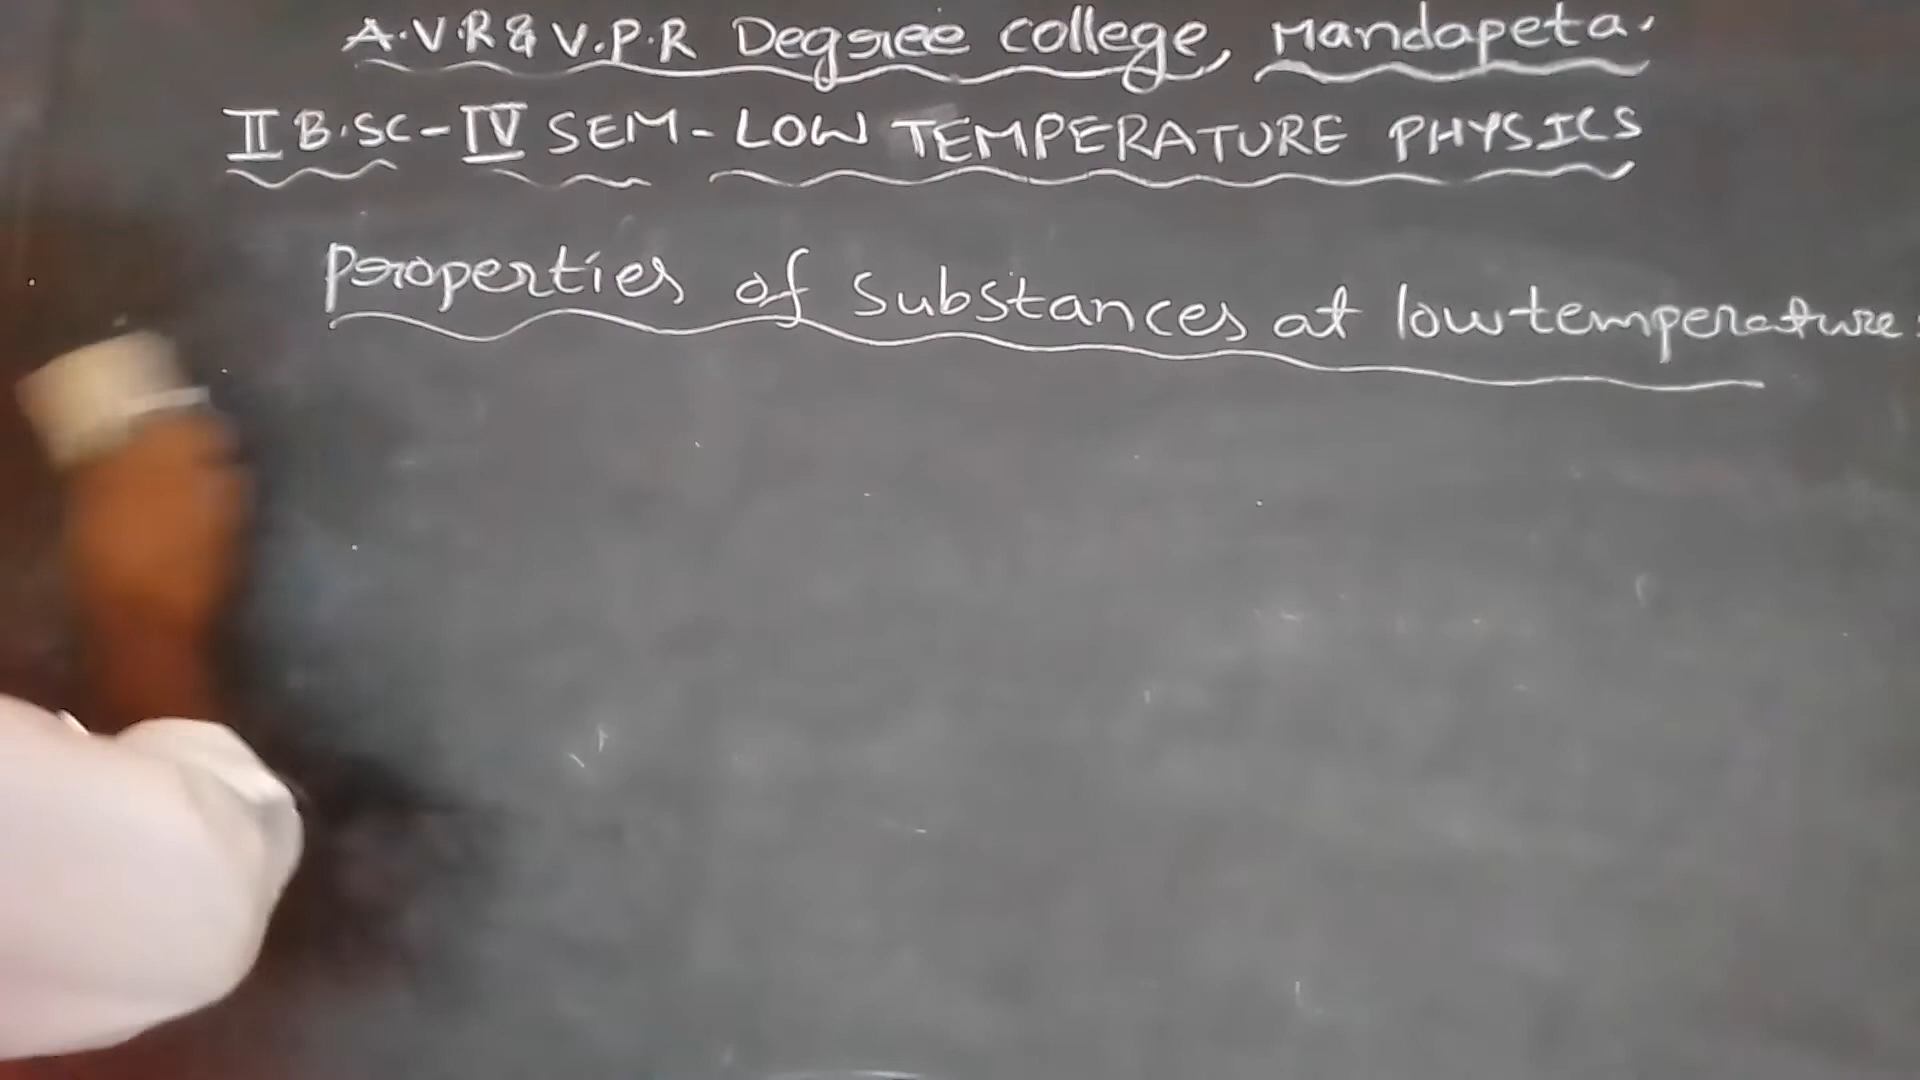 A.V.R & V.P.R Degree college, Mandapeta.
II B.SC - IV SEM - LOW TEMPERATURE PHYSICS
Properties of substances at low temperature: